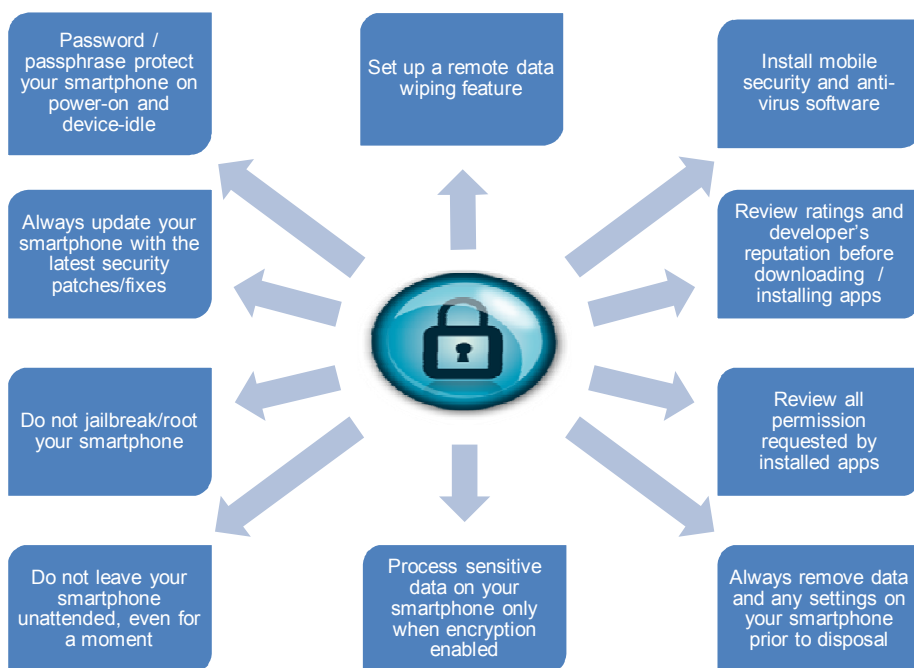 Password /
passphrase protect
your smartphone on
power-on and
device-idle
Set up a remote data
wiping feature
Install mobile
security and anti-
virus software
Always update your
smartphone with the
latest security
patches/fixes
Review ratings and
developer's
reputation before
downloading /
installing apps
Do not jailbreak/root
your smartphone
Review all
permission
requested by
installed apps
Do not leave your
smartphone
unattended, even for
a moment
Process sensitive
data on your
smartphone only
when encryption
enabled
Always remove data
and any settings on
your smartphone
prior to disposal